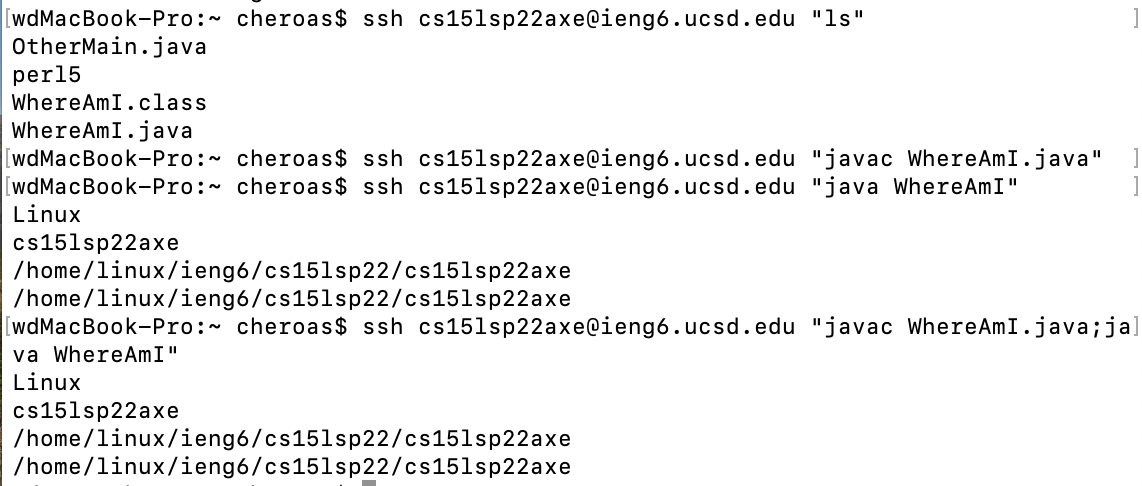 [wdMacBook-Pro:~ cheroas$ ssh cs15lsp22axe@ieng6.ucsd.edu "ls" ]
OtherMain.java
perl5
WhereAmI.class
WhereAmI.java
[wdMacBook-Pro:~ cheroas$ ssh cs15lsp22axe@ieng6.ucsd.edu "javac WhereAmI.java" ]
[wdMacBook-Pro:~ cheroas$ ssh cs15lsp22axe@ieng6.ucsd.edu "java WhereAmI" ]
Linux
cs15lsp22axe
/home/linux/ieng6/cs15lsp22/cs15lsp22axe
/home/linux/ieng6/cs15lsp22/cs15lsp22axe
[wdMacBook-Pro:~ cheroas$ ssh cs15lsp22axe@ieng6.ucsd.edu "javac WhereAmI.java;ja]
va WhereAmI"
Linux
cs15lsp22axe
/home/linux/ieng6/cs15lsp22/cs15lsp22axe
/home/linux/ieng6/cs15lsp22/cs15lsp22axe